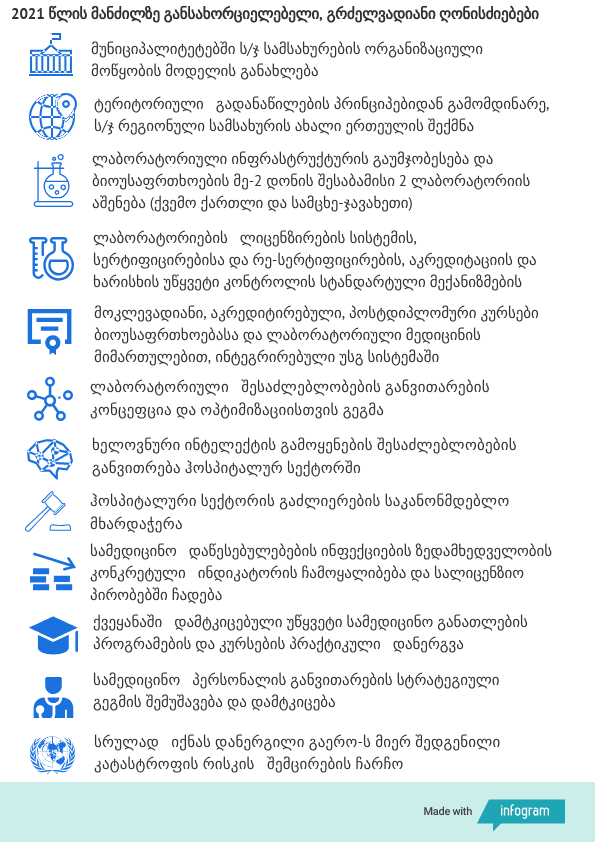 2021 წლის მანძილზე განსახორციელებელი, გრძელვადიანი ღონისძიებები
მუნიციპალიტეტებში ს/ჯ სამსახურების ორგანიზაციული
მოწყობის მოდელის განახლება
ტერიტორიული გადანაწილების პრინციპებიდან გამომდინარე,
ს/ჯ რეგიონული სამსახურის ახალი ერთეულის შექმნა
ლაბორატორიული ინფრასტრუქტურის გაუმჯობესება და
ბიოუსაფრთხოების მე-2 დონის შესაბამისი 2 ლაბორატორიის
აშენება (ქვემო ქართლი და სამცხე-ჯავახეთი)
ლაბორატორიების ლიცენზირების სისტემის,
სერტიფიცირებისა და რე-სერტიფიცირების, აკრედიტაციის და
ხარისხის უწყვეტი კონტროლის სტანდარტული მექანიზმების
მოკლევადიანი, აკრედიტირებული, პოსტდიპლომური კურსები
ბიოუსაფრთხოებასა და ლაბორატორიული მედიცინის
მიმართულებით, ინტეგრირებული უსგ სისტემაში
ლაბორატორიული შესაძლებლობების განვითარების
კონცეფცია და ოპტიმიზაციისთვის გეგმა
ხელოვნური ინტელექტის გამოყენების შესაძლებლობების
განვითრება ჰოსპიტალურ სექტორში
ჰოსპიტალური სექტორის გაძლიერების საკანონმდებლო
მხარდაჭერა
სამედიცინო დაწესებულებების ინფექციების ზედამხედველობის
კონკრეტული ინდიკატორის ჩამოყალიბება და სალიცენზიო
პირობებში ჩადება
ქვეყანაში დამტკიცებული უწყვეტი სამედიცინო განათლების
პროგრამების და კურსების პრაქტიკული დანერგვა
სამედიცინო პერსონალის განვითარების სტრატეგიული
გეგმის შემუშავება და დამტკიცება
სრულად იქნას დანერგილი გაერო-ს მიერ შედგენილი
კატასტროფის რისკის შემცირების ჩარჩო
Made with infogram